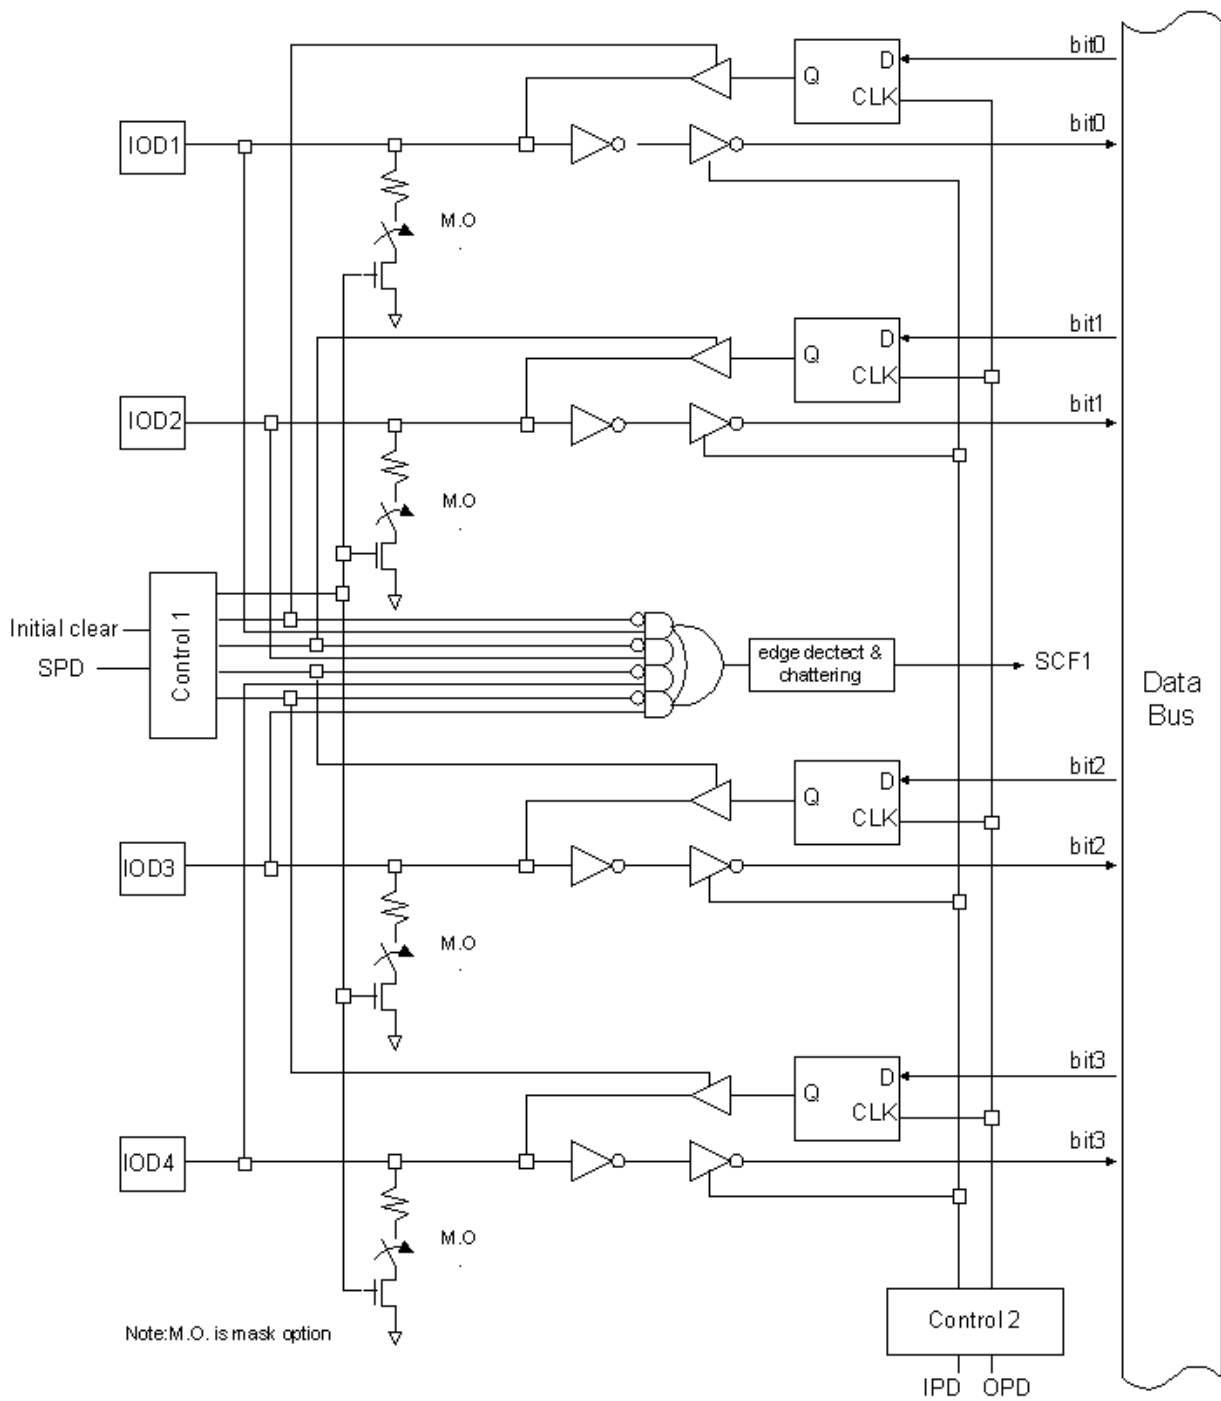 bit0
D
Q
CLK
bit0
IOD1
M.O
.
bit1
D
Q
CLK
bit1
IOD2
M.O
.
Initial clear
SPD
Control 1
edge dectect &
chattering
SCF1
Data
Bus
bit2
D
Q
CLK
bit2
IOD3
M.O
.
bit3
D
Q
CLK
bit3
IOD4
M.O
.
Control 2
Note:M.O. is mask option
IPD OPD